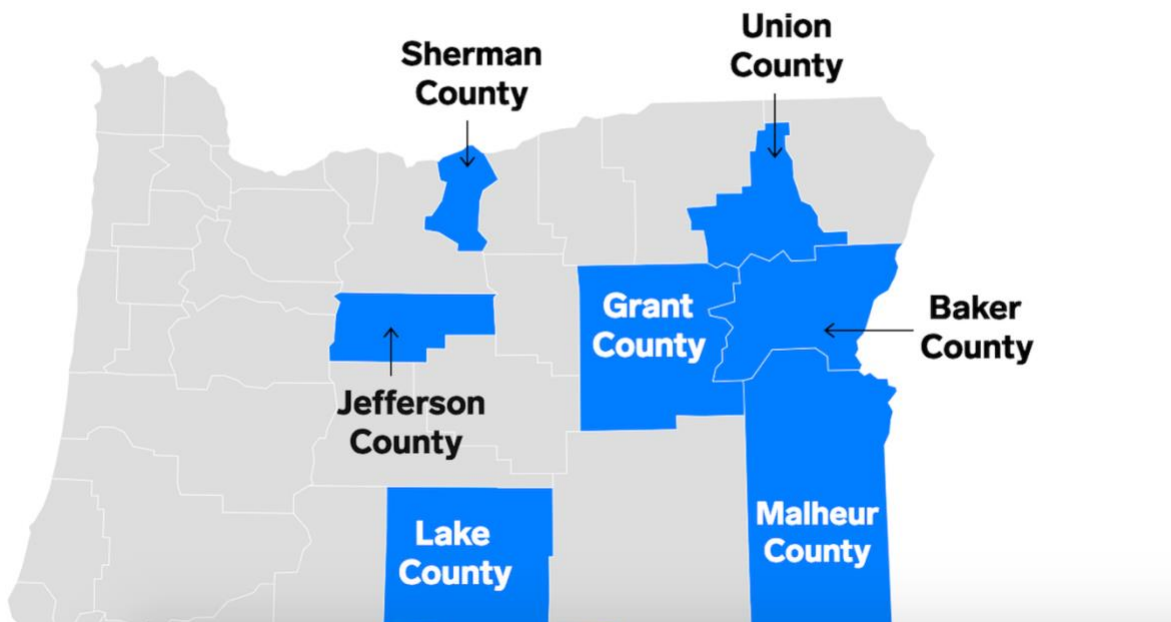 Union
County
Sherman
County
Grant
County
Baker
County
Jefferson
County
Lake
County
Malheur
County